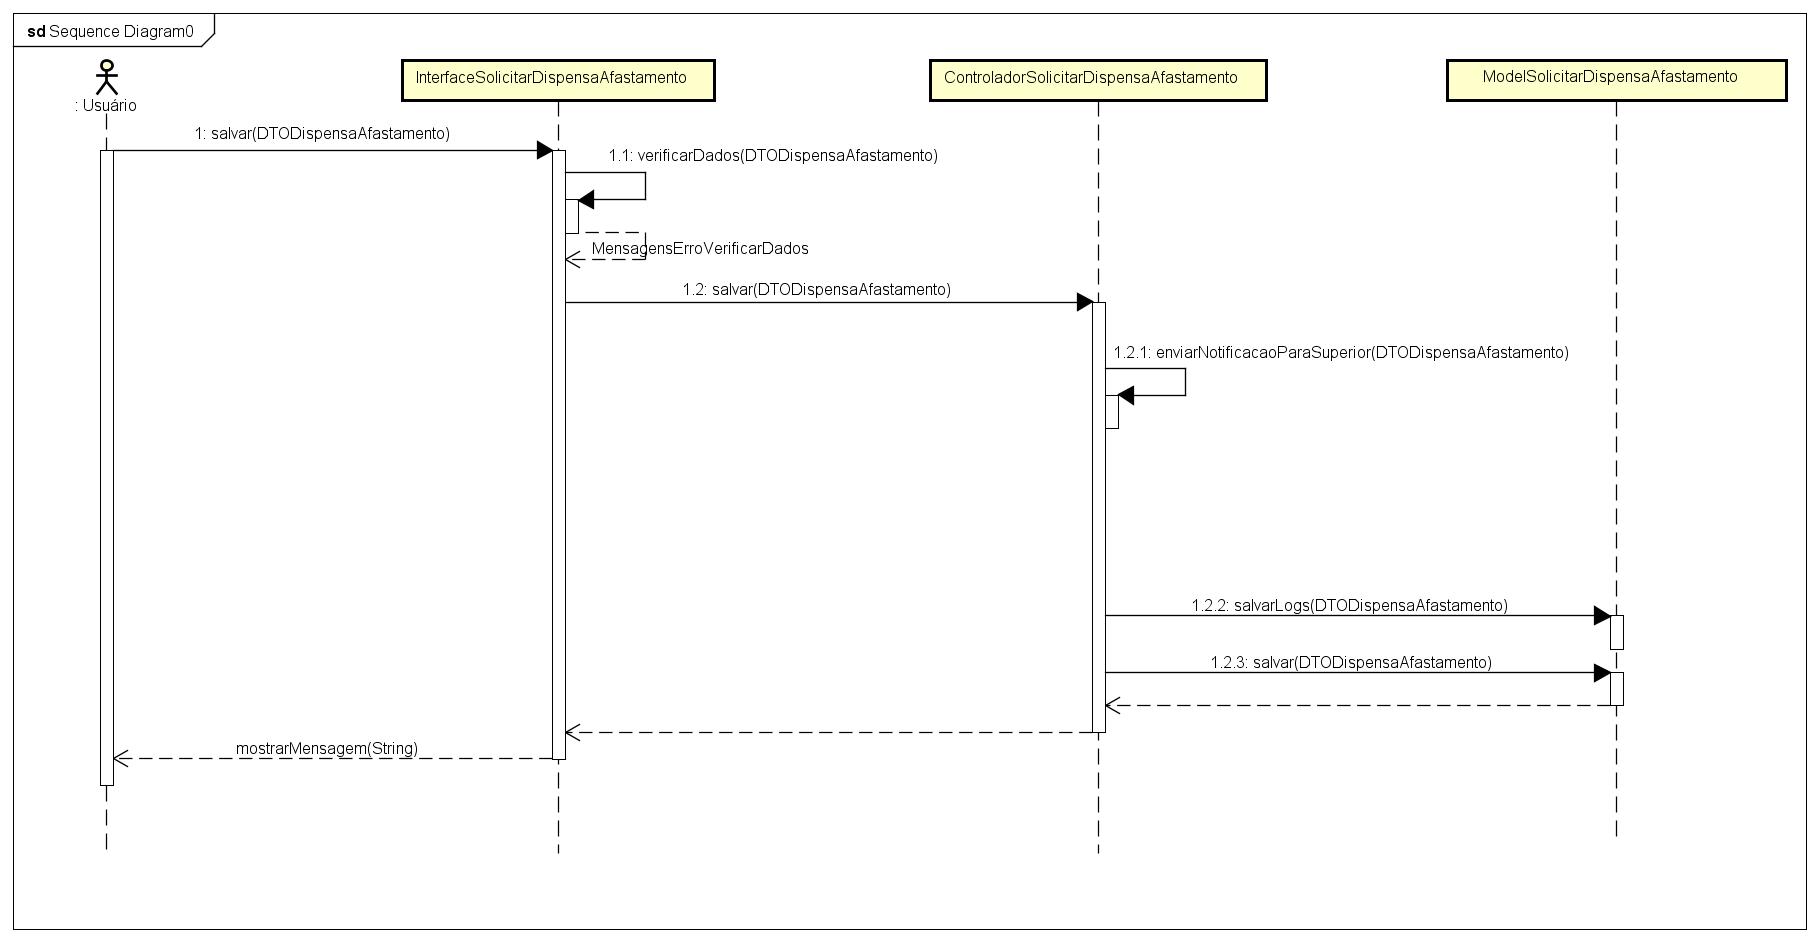 sd Sequence Diagram0
: Usuário
InterfaceSolicitarDispensaAfastamento
ControladorSolicitarDispensaAfastamento
ModelSolicitarDispensaAfastamento
1: salvar(DTODispensaAfastamento)
1.1: verificarDados(DTODispensaAfastamento)
MensagensErroVerificarDados
1.2: salvar(DTODispensaAfastamento)
1.2.1: enviarNotificacaoParaSuperior(DTODispensaAfastamento)
1.2.2: salvarLogs(DTODispensaAfastamento)
1.2.3: salvar(DTODispensaAfastamento)
mostrarMensagem(String)